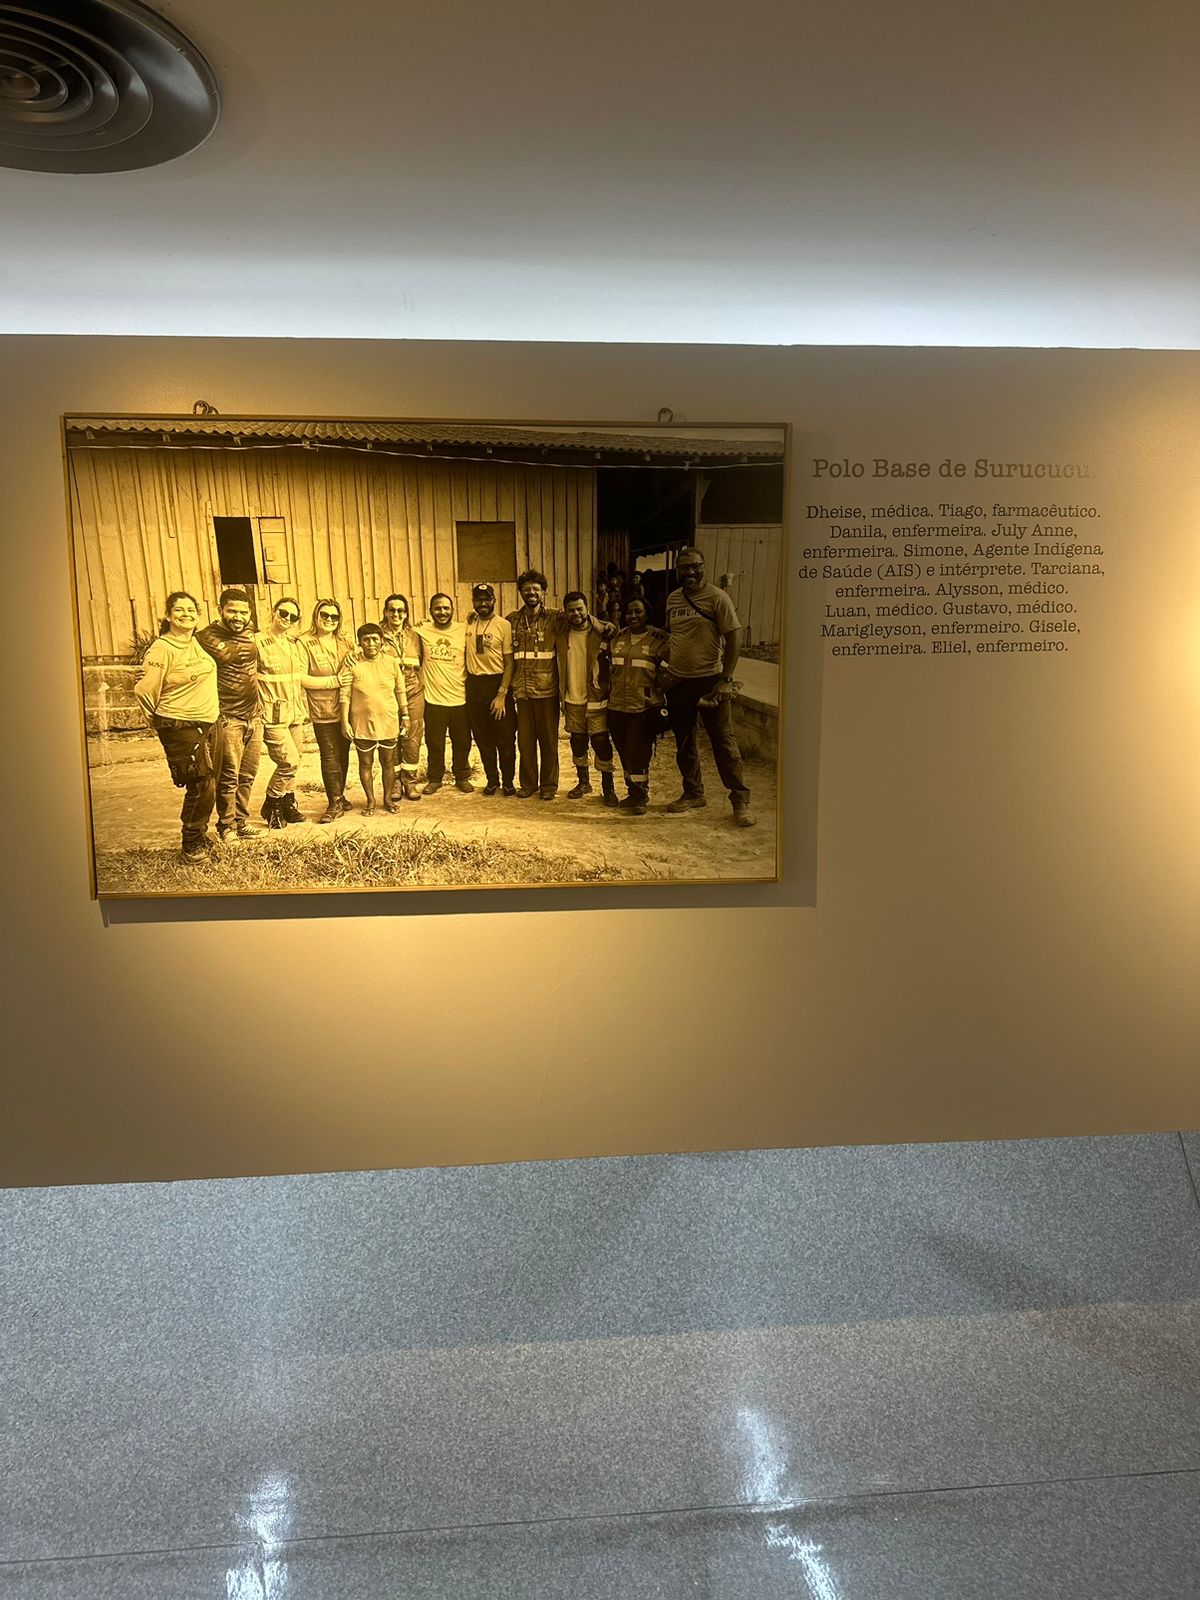 Polo Base de Surucucu
Dheise, médica. Tiago, farmacêutico.
Danila, enfermeira. July Anne,
enfermeira. Simone, Agente Indígena
de Saúde (AIS) e intérprete. Tarciana,
enfermeira. Alysson, médico.
Luan, médico. Gustavo, médico.
Marigleyson, enfermeiro. Gisele,
enfermeira. Eliel, enfermeiro.
SESAI